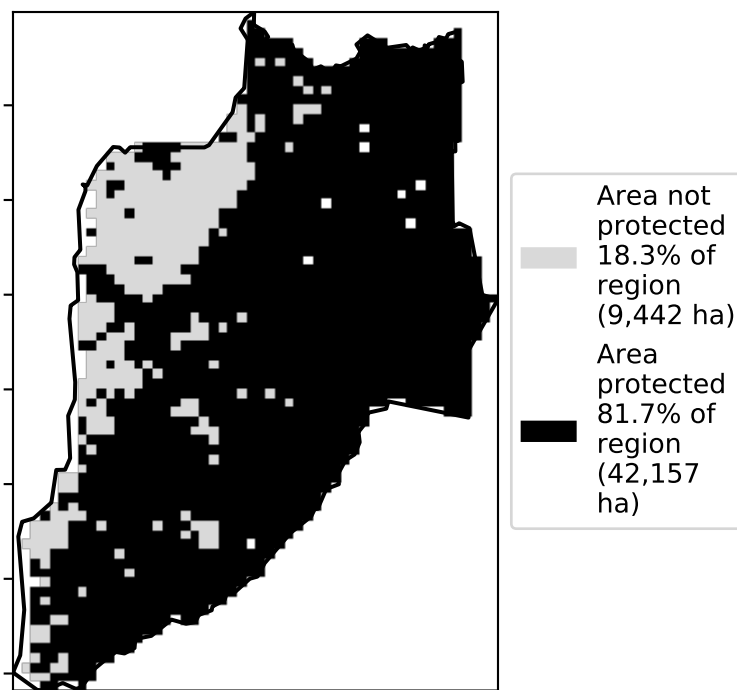 Area not
protected
18.3% of
region
(9,442 ha)
Area
protected
81.7% of
region
(42,157
ha)